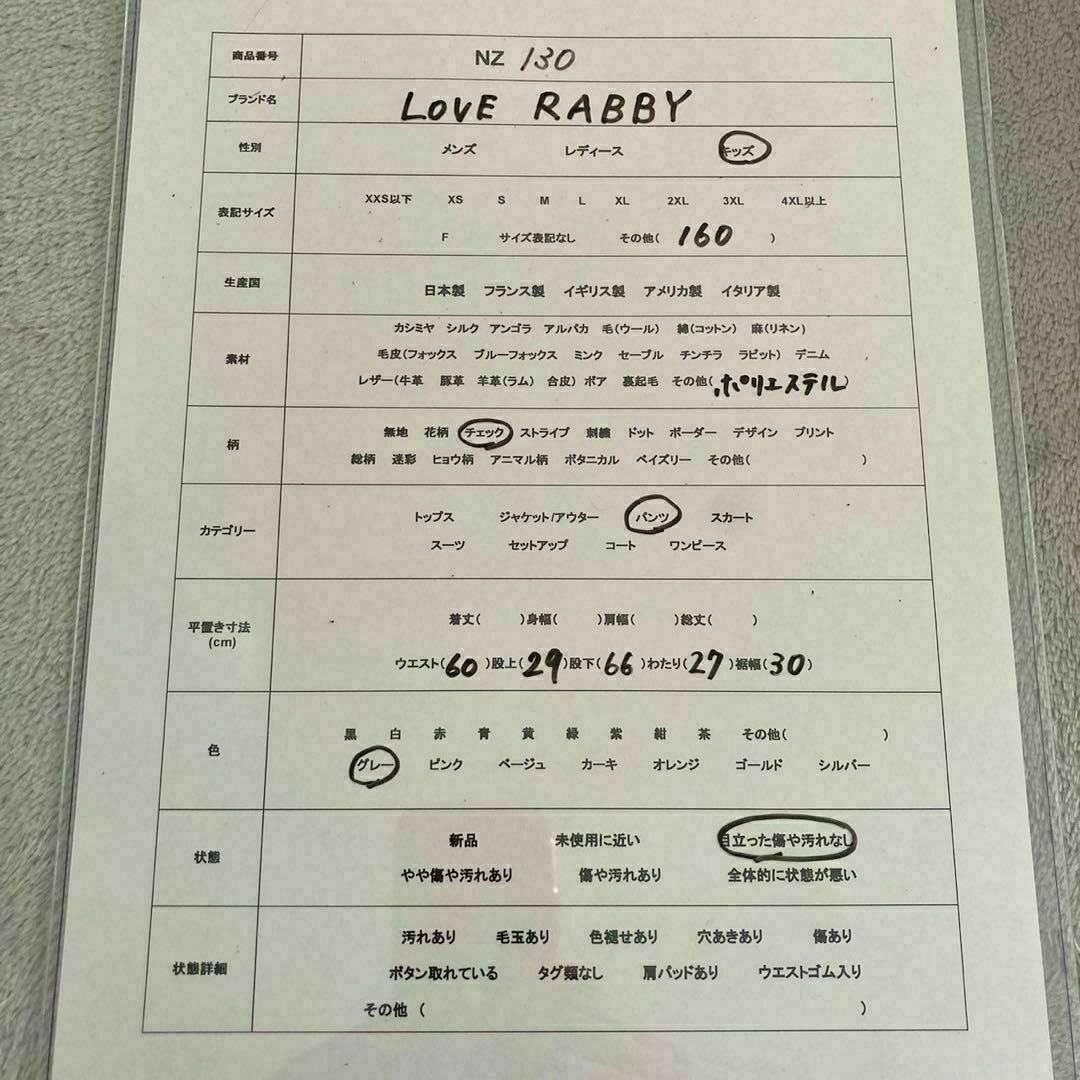 商品番号 NZ 130
ブランド名 LOVE RABBY
性別 メンズ レディース キッズ
表記サイズ
XXS以下 XS S M L XL 2XL 3XL 4XL以上
F サイズ表記なし その他( 160 )
生産国 日本製 フランス製 イギリス製 アメリカ製 イタリア製
素材
カシミヤ シルク アンゴラ アルパカ 毛(ウール) 綿(コットン) 麻(リネン)
毛皮(フォックス ブルーフォックス ミンク セーブル チンチラ ラビット) デニム
レザー(牛革 豚革 羊革(ラム) 合皮) ボア 裏起毛 その他(ポリエステル)
柄
無地 花柄 チェック ストライプ 刺繍 ドット ボーダー デザイン プリント
総柄 迷彩 ヒョウ柄 アニマル柄 ボタニカル ペイズリー その他( )
カテゴリー
トップス ジャケット/アウター パンツ スカート
スーツ セットアップ コート ワンピース
平置き寸法
(cm)
着丈( )身幅( )肩幅( )総丈( )
ウエスト(60)股上(29)股下(66)わたり(27)裾幅(30)
色
黒 白 赤 青 黄 緑 紫 紺 茶 その他( )
グレー ピンク ベージュ カーキ オレンジ ゴールド シルバー
状態
新品 未使用に近い 目立った傷や汚れなし
やや傷や汚れあり 傷や汚れあり 全体的に状態が悪い
状態詳細
汚れあり 毛玉あり 色褪せあり 穴あきあり 傷あり
ボタン取れている タグ類なし 肩パッドあり ウエストゴム入り
その他 ( )